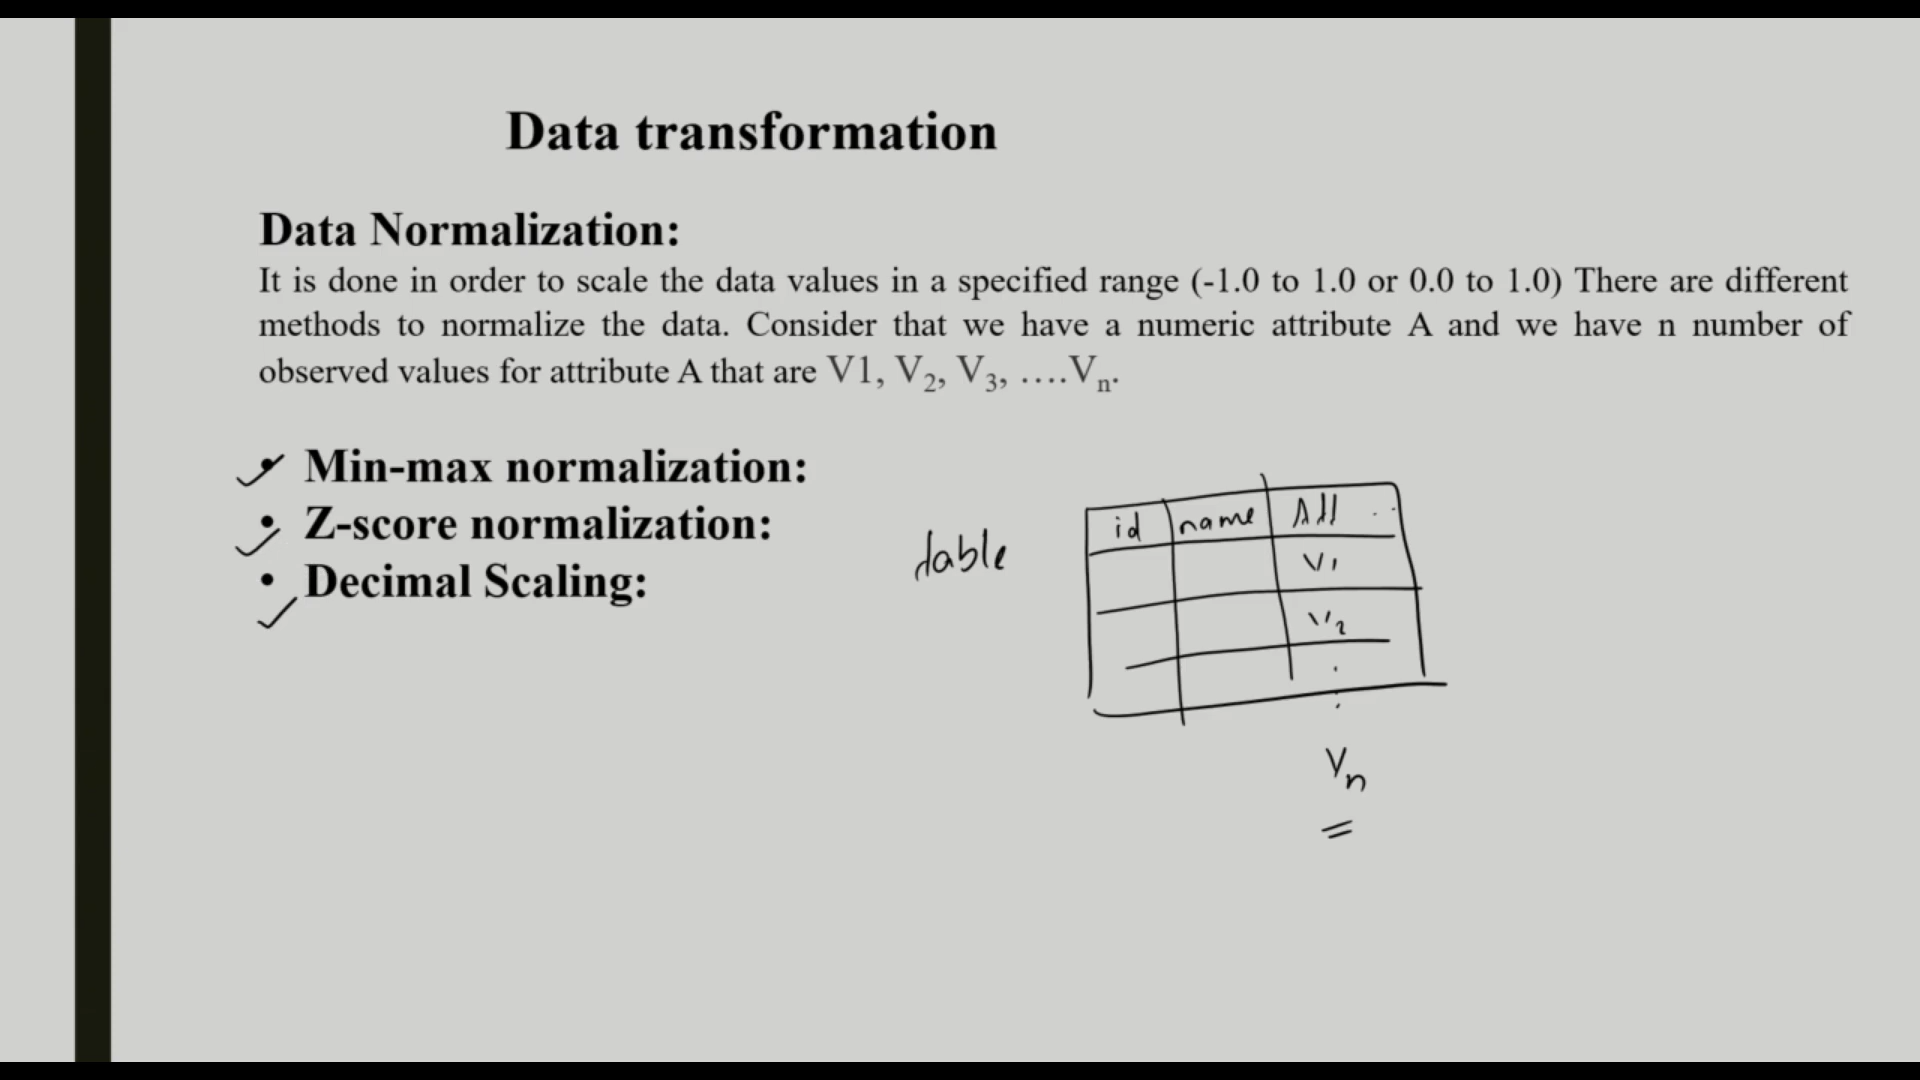 Data transformation
Data Normalization:
It is done in order to scale the data values in a specified range (-1.0 to 1.0 or 0.0 to 1.0) There are different
methods to normalize the data. Consider that we have a numeric attribute A and we have n number of
observed values for attribute A that are V1, V₂, V₃, ....Vₙ.
• Min-max normalization:
• Z-score normalization:
• Decimal Scaling:
table
id name ..
V₁
V₂
Vₙ
=